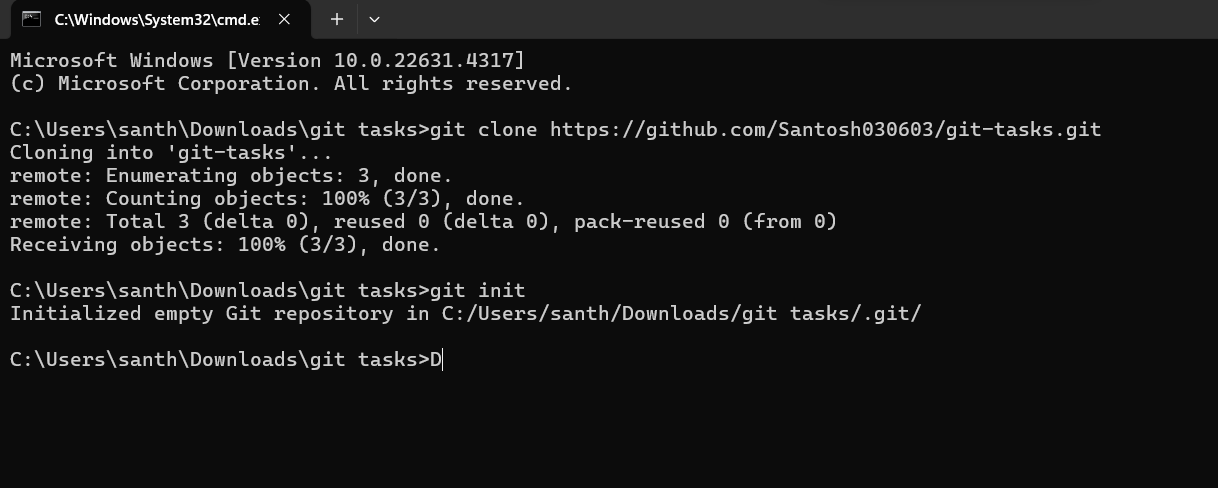 C:\Windows\System32\cmd.e
Microsoft Windows [Version 10.0.22631.4317]
(c) Microsoft Corporation. All rights reserved.
C:\Users\santh\Downloads\git tasks>git clone https://github.com/Santosh030603/git-tasks.git
Cloning into 'git-tasks'...
remote: Enumerating objects: 3, done.
remote: Counting objects: 100% (3/3), done.
remote: Total 3 (delta 0), reused 0 (delta 0), pack-reused 0 (from 0)
Receiving objects: 100% (3/3), done.
C:\Users\santh\Downloads\git tasks>git init
Initialized empty Git repository in C:/Users/santh/Downloads/git tasks/.git/
C:\Users\santh\Downloads\git tasks>D